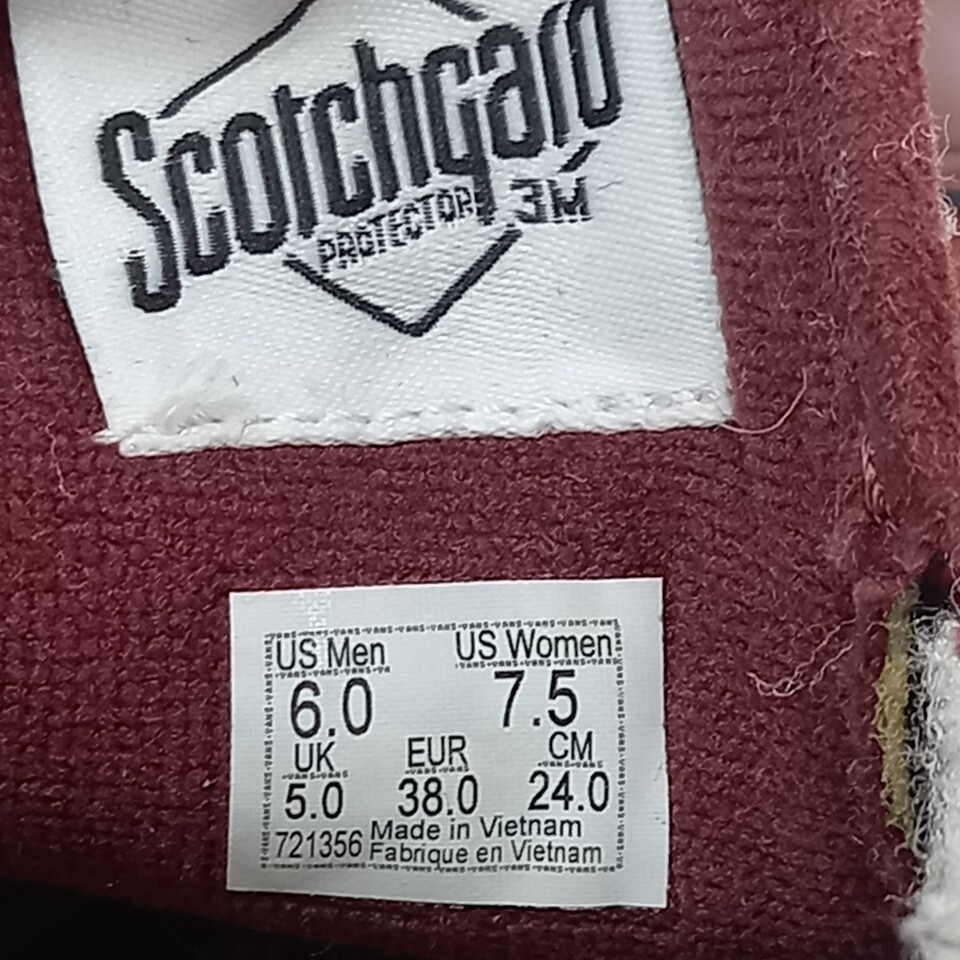 Scotchgard
PROTECTOR 3M
US Men US Women
6.0 7.5
UK EUR CM
5.0 38.0 24.0
721356 Made in Vietnam
Fabrique en Vietnam